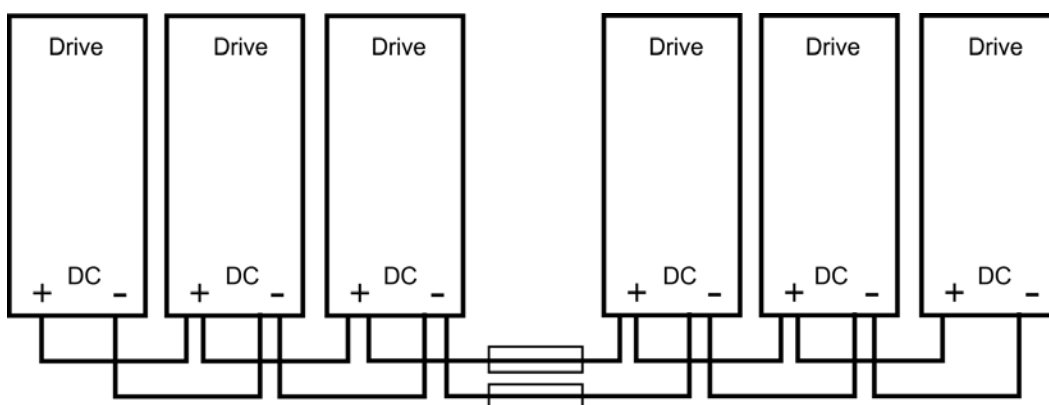 Drive Drive Drive Drive Drive Drive
DC DC DC DC DC DC
+ - + - + - + - + - + -